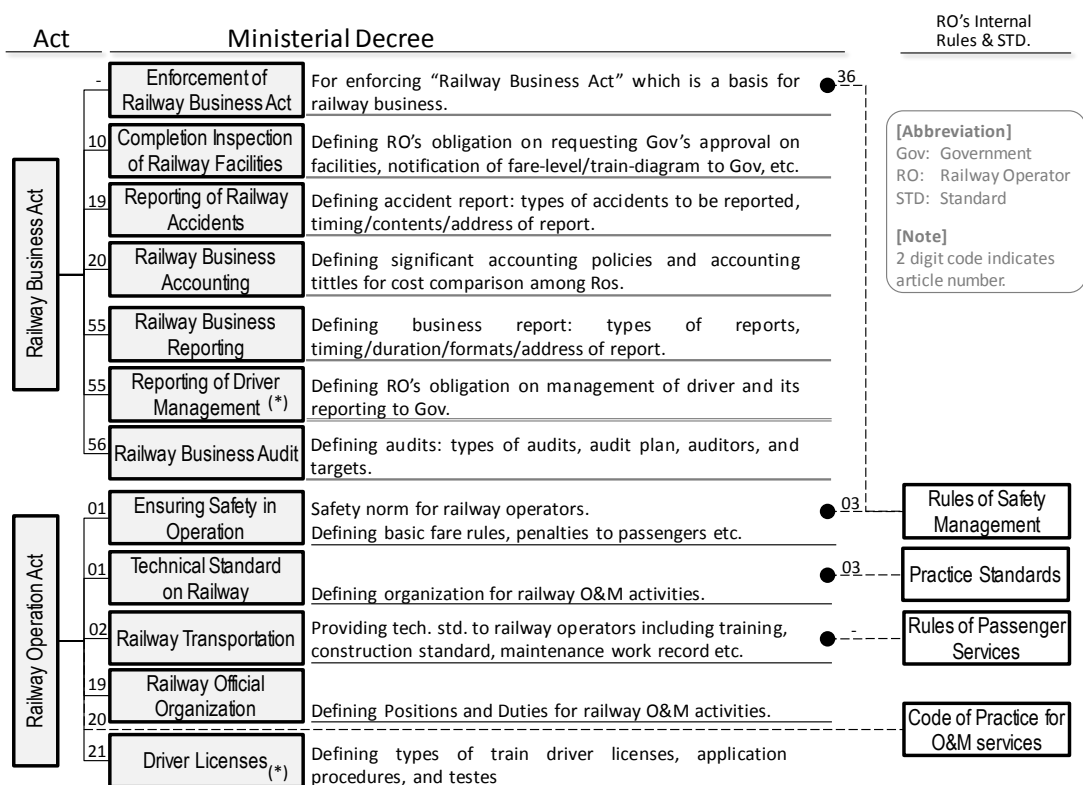 Act
Ministerial Decree
RO's Internal
Rules & STD.
Railway Business Act
-
Enforcement of
Railway Business Act
For enforcing “Railway Business Act” which is a basis for
railway business.
36
10
Completion Inspection
of Railway Facilities
Defining RO's obligation on requesting Gov's approval on
facilities, notification of fare-level/train-diagram to Gov, etc.
19
Reporting of Railway
Accidents
Defining accident report: types of accidents to be reported,
timing/contents/address of report.
20
Railway Business
Accounting
Defining significant accounting policies and accounting
tittles for cost comparison among Ros.
55
Railway Business
Reporting
Defining business report: types of reports,
timing/duration/formats/address of report.
55
Reporting of Driver
Management (*)
Defining RO's obligation on management of driver and its
reporting to Gov.
56
Railway Business Audit
Defining audits: types of audits, audit plan, auditors, and
targets.
[Abbreviation]
Gov: Government
RO: Railway Operator
STD: Standard
[Note]
2 digit code indicates
article number.
Railway Operation Act
01
Ensuring Safety in
Operation
Safety norm for railway operators.
Defining basic fare rules, penalties to passengers etc.
03
Rules of Safety
Management
01
Technical Standard
on Railway
Defining organization for railway O&M activities.
03
Practice Standards
02
Railway Transportation
Providing tech. std. to railway operators including training,
construction standard, maintenance work record etc.
-
Rules of Passenger
Services
19
Railway Official
Organization
Defining Positions and Duties for railway O&M activities.
20
Code of Practice for
O&M services
21
Driver Licenses(*)
Defining types of train driver licenses, application
procedures, and testes